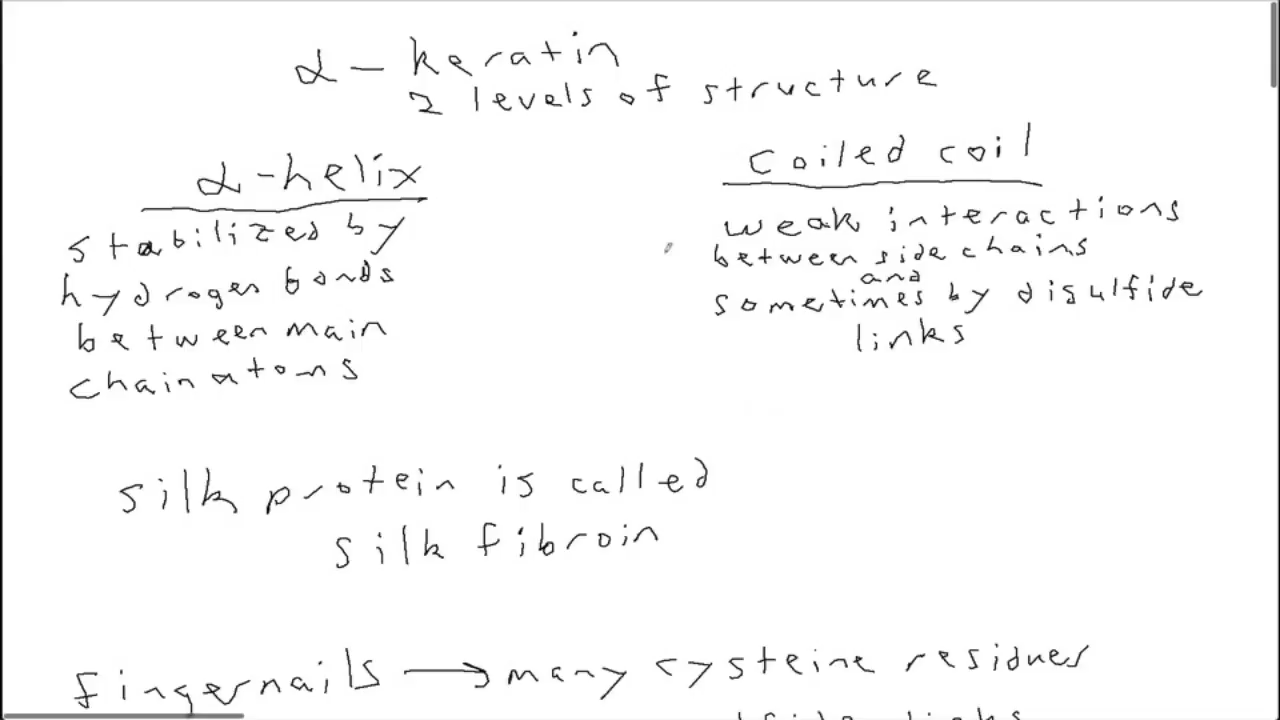 α - keratin
2 levels of structure
α-helix
stabilized by
hydrogen bonds
between main
chain atoms
coiled coil
weak interactions
between side chains
and
sometimes by disulfide
links
silk protein is called
silk fibroin
fingernails → many cysteine residues
links